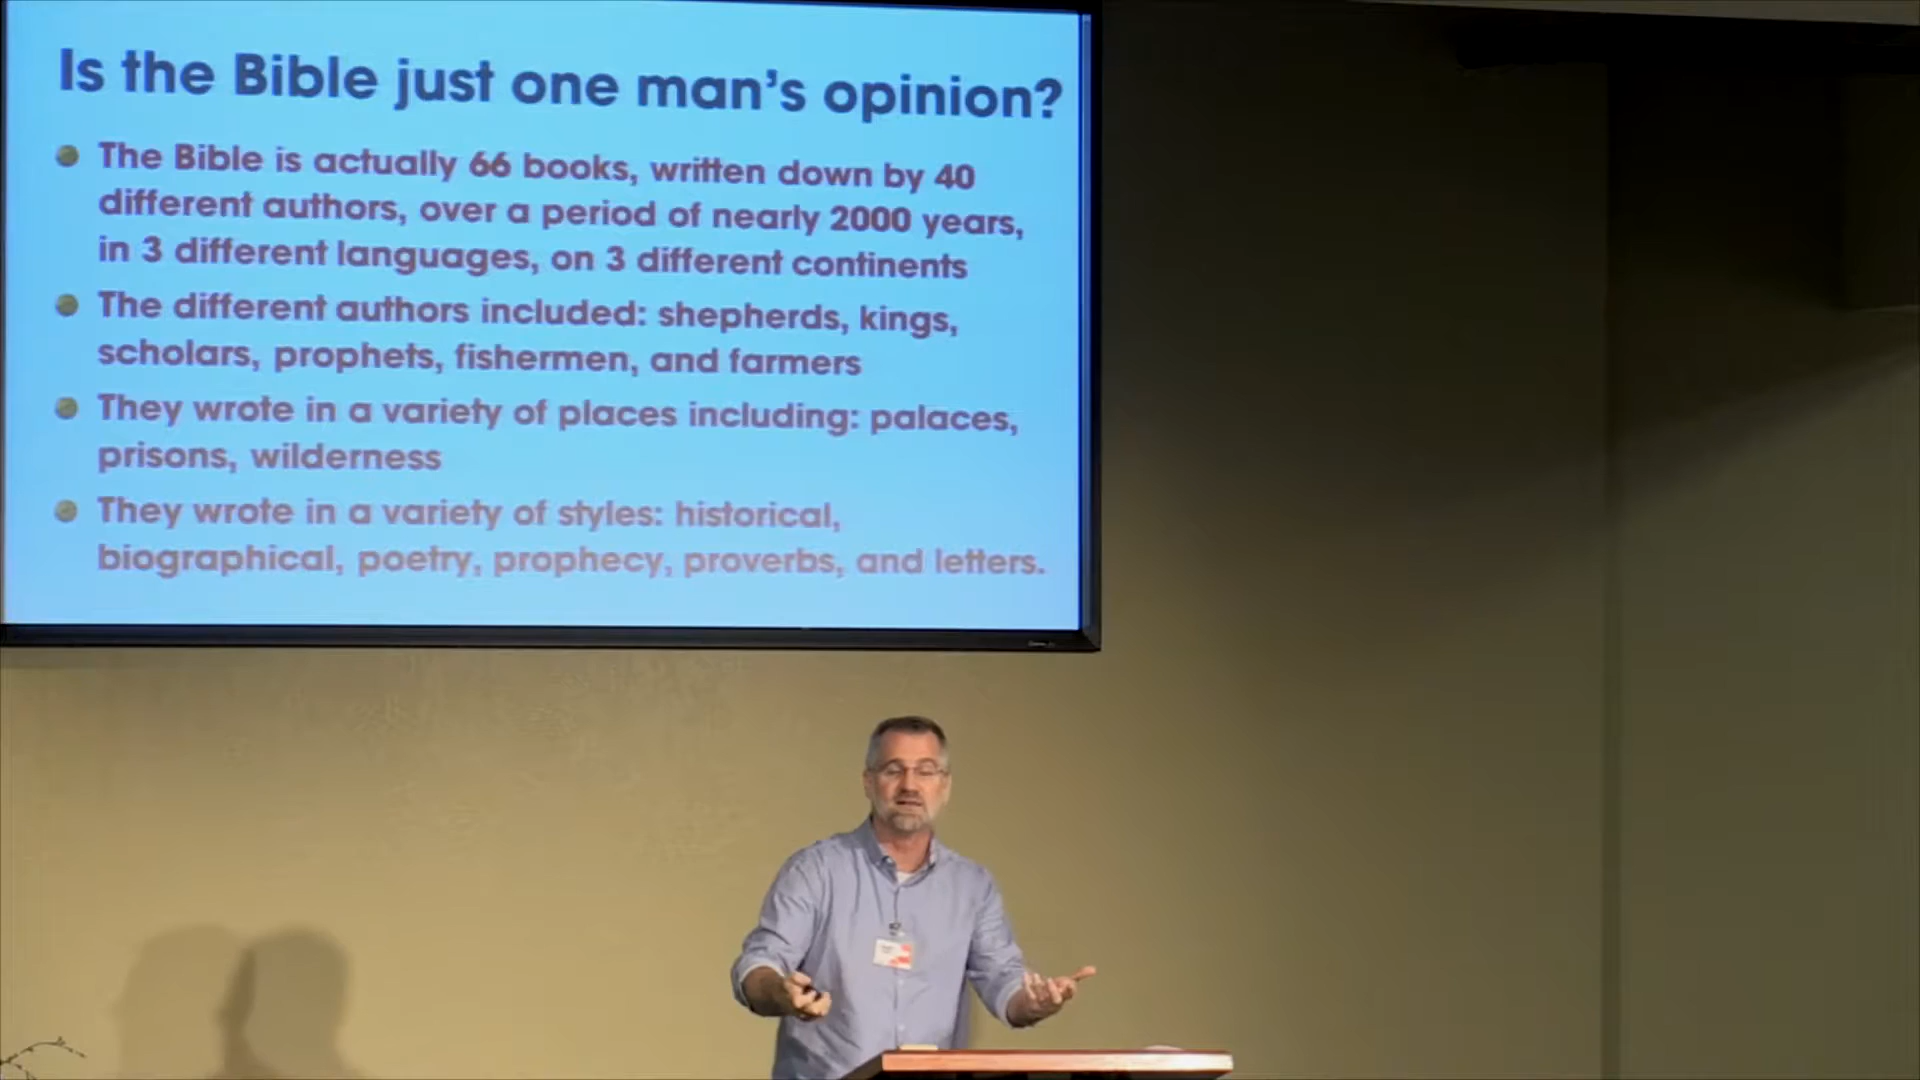 Is the Bible just one man's opinion?
The Bible is actually 66 books, written down by 40
different authors, over a period of nearly 2000 years,
in 3 different languages, on 3 different continents
The different authors included: shepherds, kings,
scholars, prophets, fishermen, and farmers
They wrote in a variety of places including: palaces,
prisons, wilderness
They wrote in a variety of styles: historical,
biographical, poetry, prophecy, proverbs, and letters.